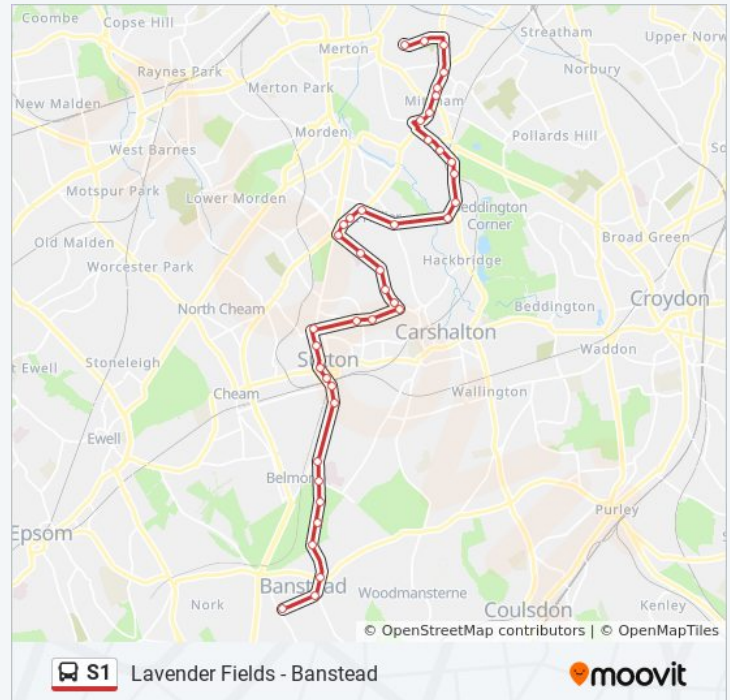 Coombe
Copse Hill
Merton
Streatham
Upper Norw
Raynes Park
Norbury
Merton Park
New Malden
Morden
Pollards Hill
West Barnes
Motspur Park
Lower Morden
Beddington
Corner
Old Malden
Broad Green
Worcester Park
Hackbridge
North Cheam
Beddington
Croydon
Carshalton
Waddon
Stoneleigh
Sutton
t Ewell
Cheam
Wallington
Ewell
Belmont
Purley
Epsom
Banstead
Woodmansterne
Nork
Coulsdon
Kenley
© OpenStreetMap contributors | © OpenMapTiles
S1 Lavender Fields - Banstead
moovit